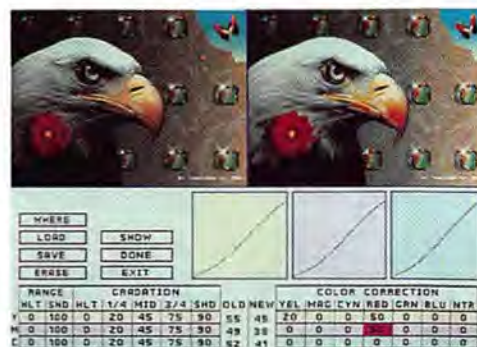 WHERE
LOAD SHOW
SAVE DONE
ERASE EXIT
RANGE GRADATION COLOR CORRECTION
HLT SHD HLT 1/4 MID 3/4 SHD OLD NEW YEL MAG CYN RED GRN BLU NTR
Y 0 100 0 20 45 75 90 55 45 20 0 0 50 0 0 0
M 0 100 0 20 45 75 90 49 38 0 0 0 0 0 0
C 0 100 0 20 45 75 90 52 41 0 0 0 0 0 0 0